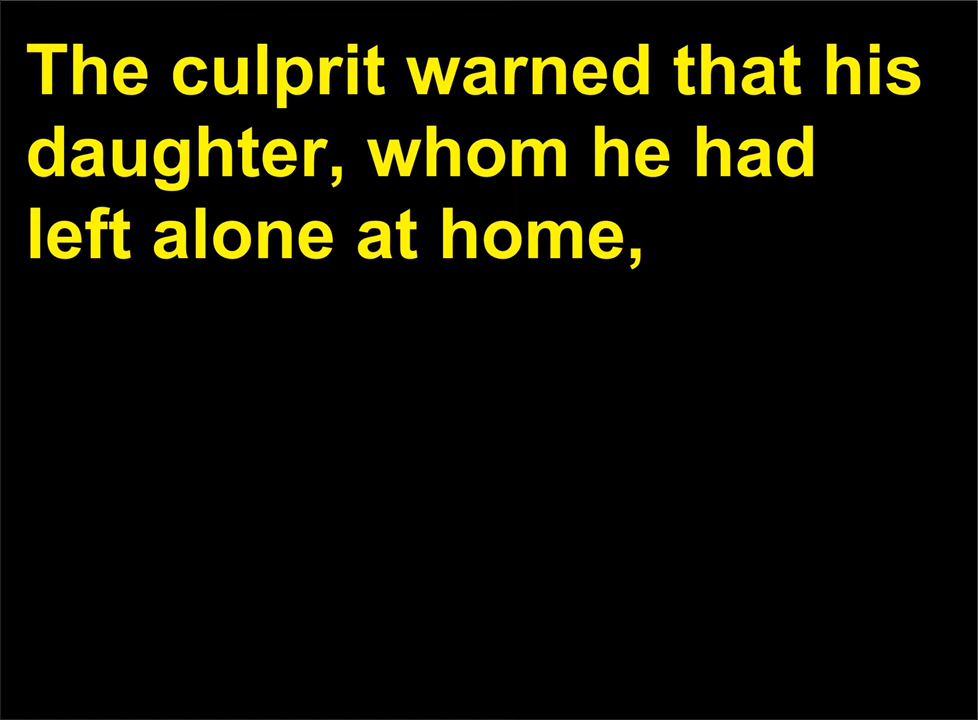 The culprit warned that his
daughter, whom he had
left alone at home,